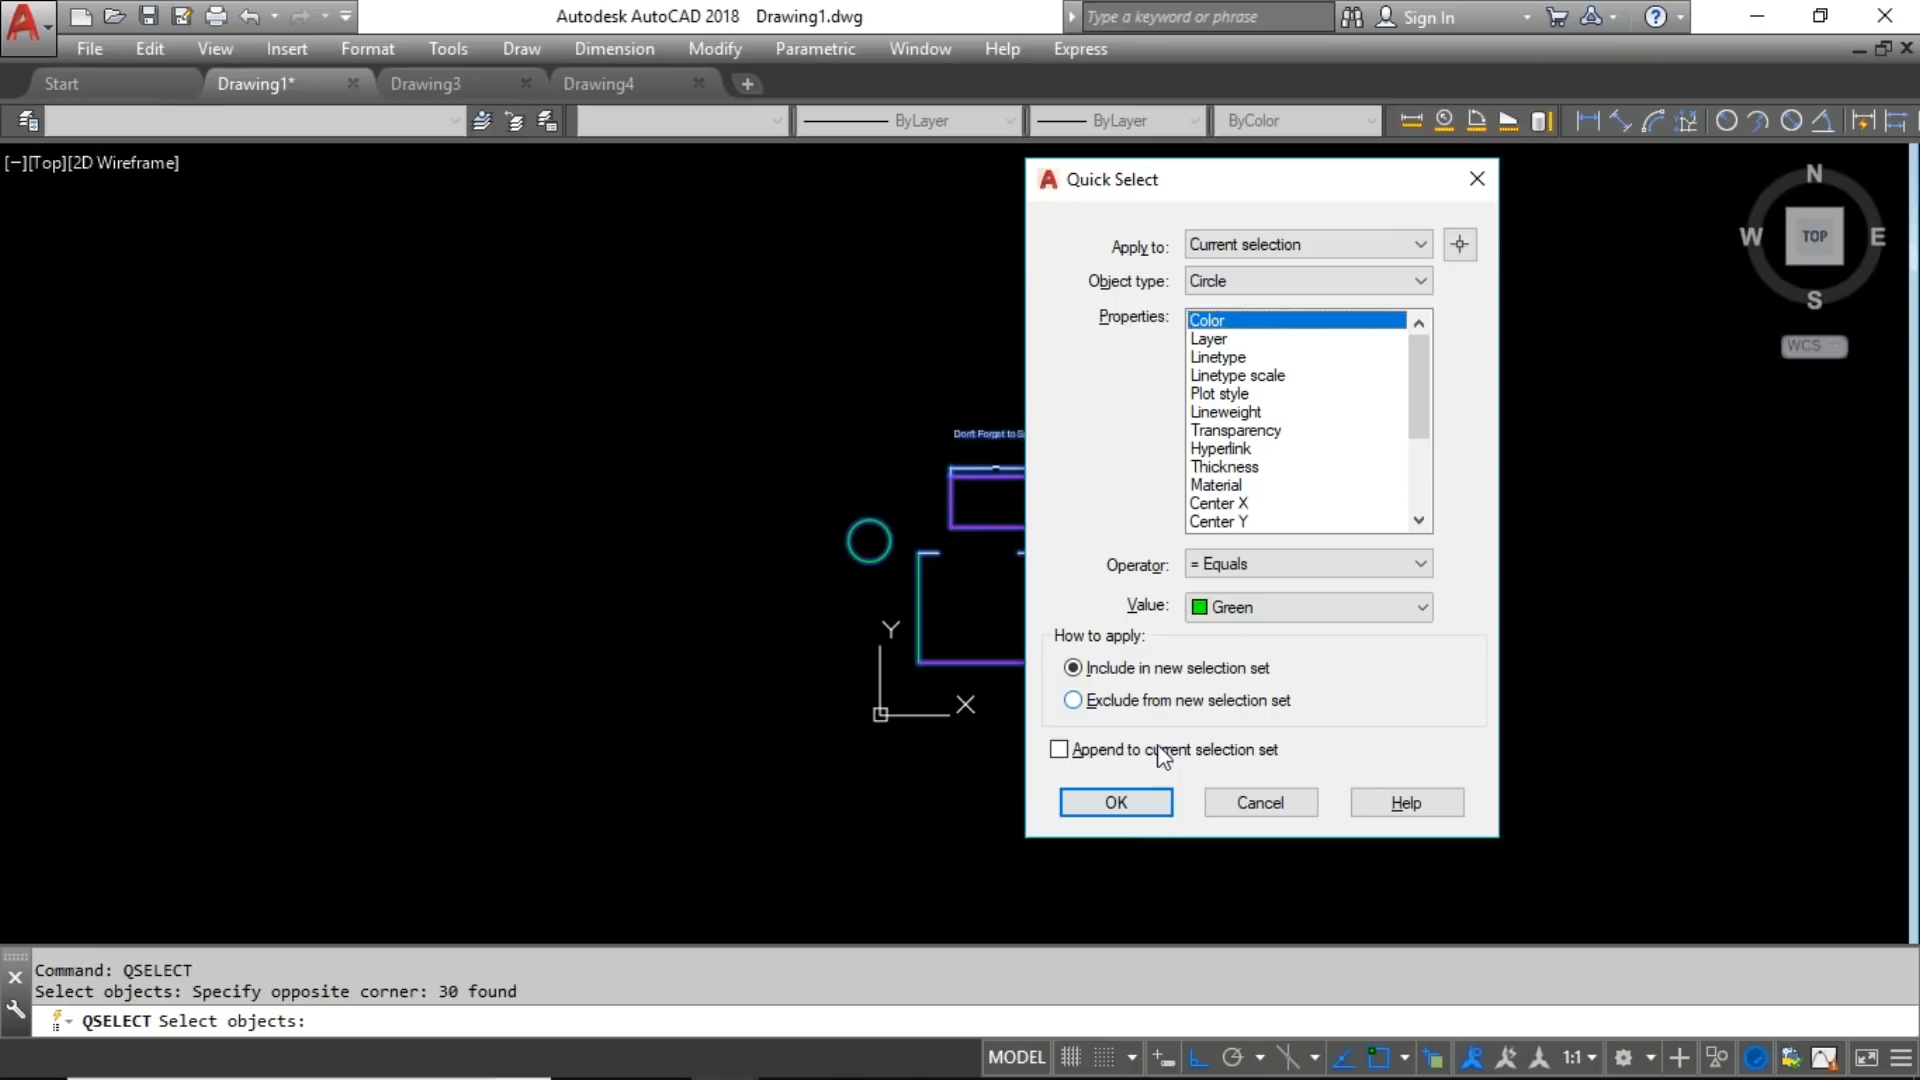 Autodesk AutoCAD 2018 Drawing1.dwg
Type a keyword or phrase
Sign In
File Edit View Insert Format Tools Draw Dimension Modify Parametric Window Help Express
Start Drawing1* Drawing3 Drawing4
ByLayer ByLayer ByColor
[−][Top][2D Wireframe]
N
W TOP E
S
WCS
Quick Select
Apply to: Current selection
Object type: Circle
Properties: Color
Layer
Linetype
Linetype scale
Plot style
Lineweight
Transparency
Hyperlink
Thickness
Material
Center X
Center Y
Operator: = Equals
Value: Green
How to apply:
Include in new selection set
Exclude from new selection set
Append to current selection set
OK Cancel Help
Don't Forget to
Y
X
Command: QSELECT
Select objects: Specify opposite corner: 30 found
QSELECT Select objects:
MODEL 1:1